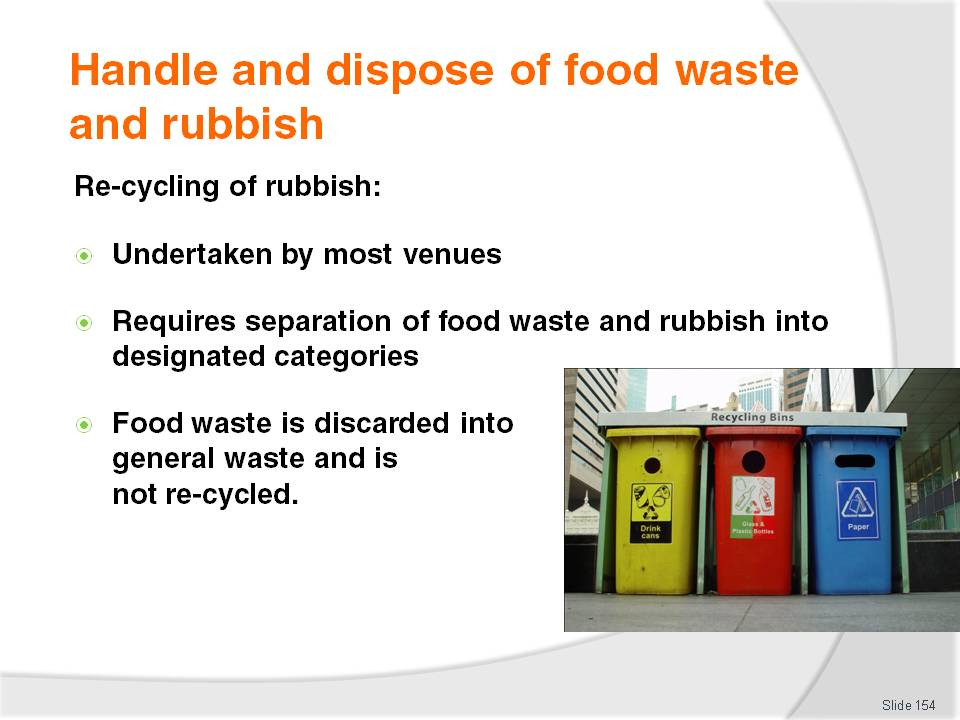 Handle and dispose of food waste
and rubbish
Re-cycling of rubbish:
Undertaken by most venues
Requires separation of food waste and rubbish into
designated categories
Food waste is discarded into
general waste and is
not re-cycled.
Recycling Bins
Drink
cans
Glass &
Plastic Bottles
Paper
Slide 154